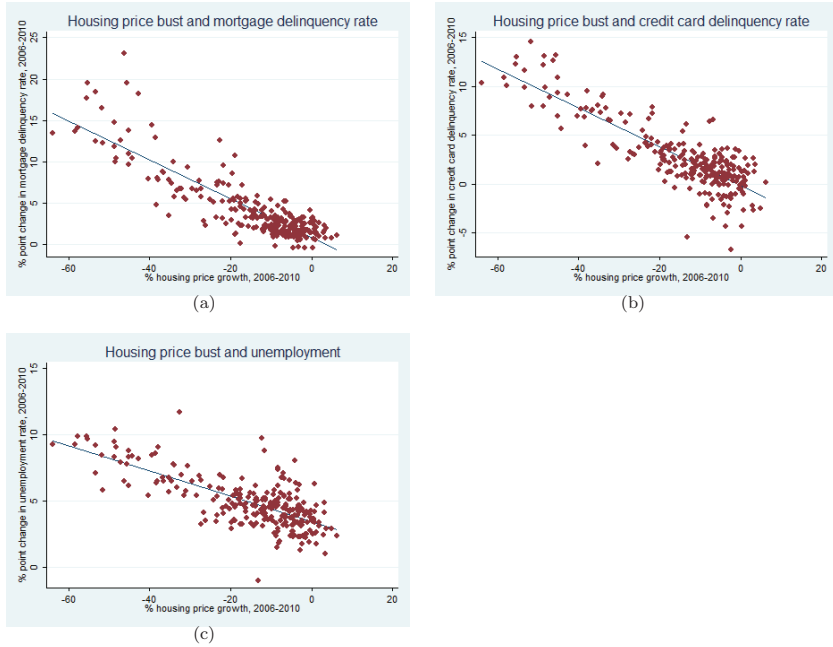 Housing price bust and mortgage delinquency rate
% point change in mortgage delinquency rate, 2006-2010
25
20
15
10
5
0
-60 -40 -20 0 20
% housing price growth, 2006-2010
(a)
Housing price bust and credit card delinquency rate
% point change in credit card delinquency rate, 2006-2010
15
10
5
0
-5
-60 -40 -20 0 20
% housing price growth, 2006-2010
(b)
Housing price bust and unemployment
% point change in unemployment rate, 2006-2010
15
10
5
0
-60 -40 -20 0 20
% housing price growth, 2006-2010
(c)